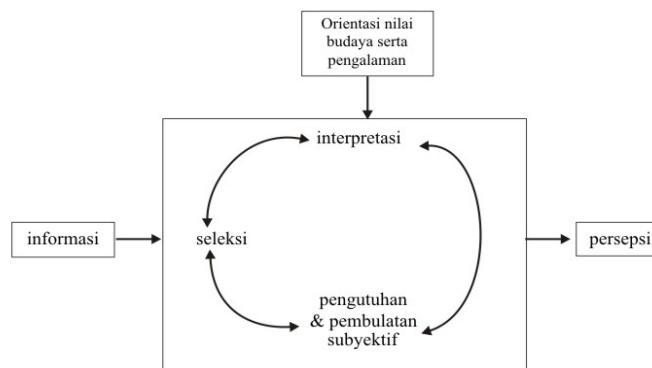 Orientasi nilai
budaya serta
pengalaman
interpretasi
informasi
seleksi
persepsi
pengutuhan
& pembulatan
subyektif